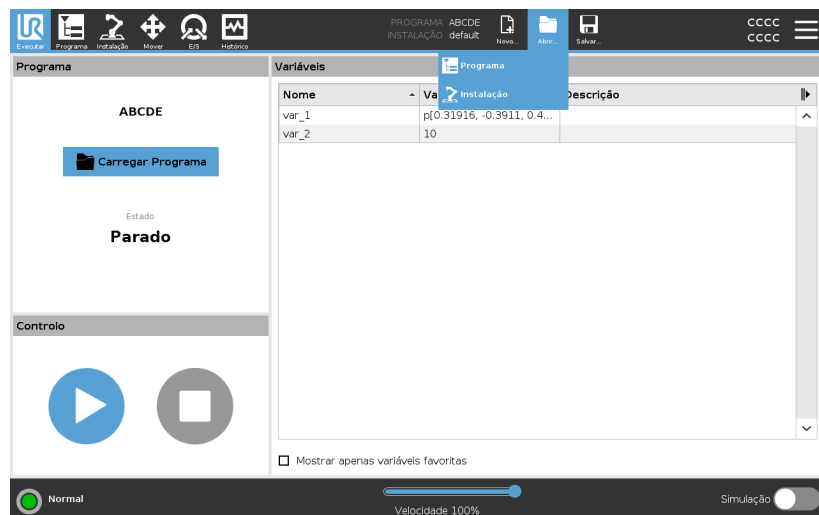 UR
Executar Programa Instalação Mover E/S Histórico
PROGRAMA ABCDE
INSTALAÇÃO default
Novo... Abrir... Salvar...
CCCC
CCCC
Programa
Instalação
Programa
ABCDE
Carregar Programa
Estado
Parado
Controlo
Variáveis
Nome Va Descrição
var_1 p[0.31916, -0.3911, 0.4...
var_2 10
Mostrar apenas variáveis favoritas
Normal
Velocidade 100%
Simulação